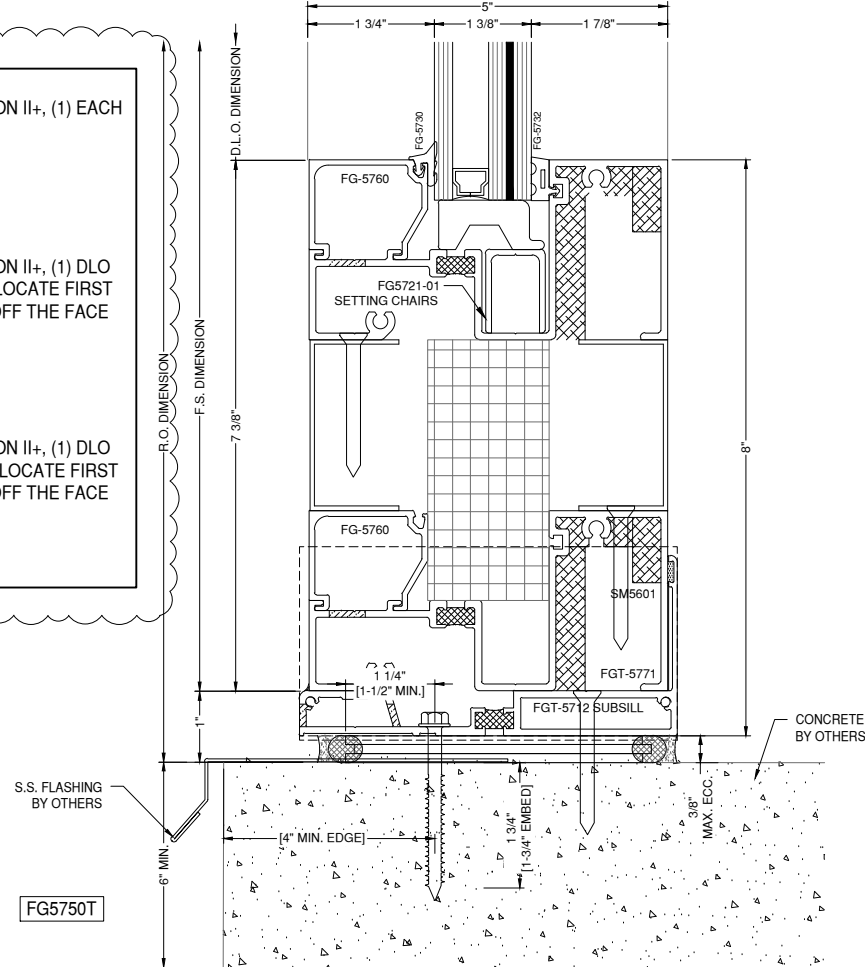 5"
1 3/4"
1 3/8"
1 7/8"
ON II+, (1) EACH
ON II+, (1) DLO
LOCATE FIRST
OFF THE FACE
ON II+, (1) DLO
LOCATE FIRST
OFF THE FACE
R.O. DIMENSION
F.S. DIMENSION
D.L.O. DIMENSION
7 3/8"
FG-5730
FG-5732
FG-5760
FG5721-01
SETTING CHAIRS
8"
FG-5760
SM5601
FGT-5771
1 1/4"
[1-1/2" MIN.]
FGT-5712 SUBSILL
1"
CONCRETE
BY OTHERS
S.S. FLASHING
BY OTHERS
3/8"
MAX. ECC.
1 3/4"
[1-3/4" EMBED]
[4" MIN. EDGE]
6" MIN.
FG5750T